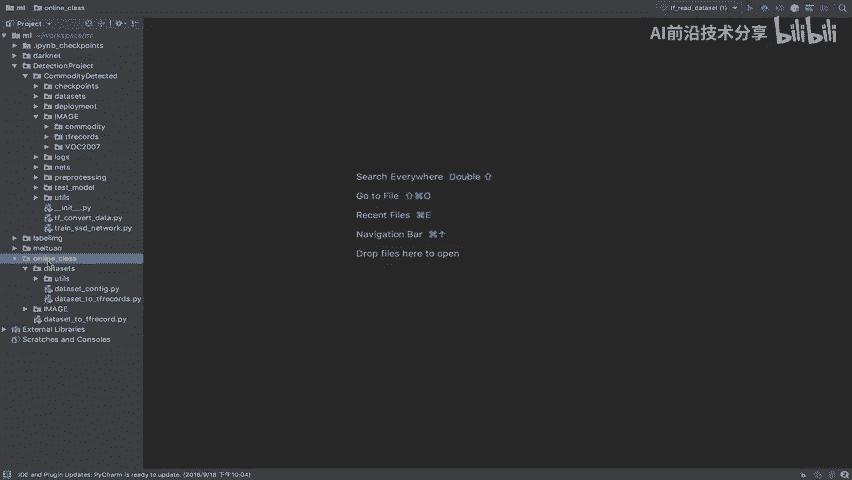 ml online_class
tf_read_dataset (1)
AI前沿技术分享 bilibili
Project
ml ~/workspace/ml
.ipynb_checkpoints
darknet
DetectionProject
CommodityDetected
checkpoints
datasets
deployment
IMAGE
commodity
tfrecords
VOC2007
logs
nets
preprocessing
test_model
utils
__init__.py
tf_convert_data.py
train_ssd_network.py
labelImg
meituan
online_class
datasets
utils
dataset_config.py
dataset_to_tfrecords.py
IMAGE
dataset_to_tfrecord.py
External Libraries
Scratches and Consoles
Search Everywhere Double ⇧
Go to File ⇧⌘O
Recent Files ⌘E
Navigation Bar ⌘↑
Drop files here to open
IDE and Plugin Updates: PyCharm is ready to update. (2018/9/18 下午10:04)